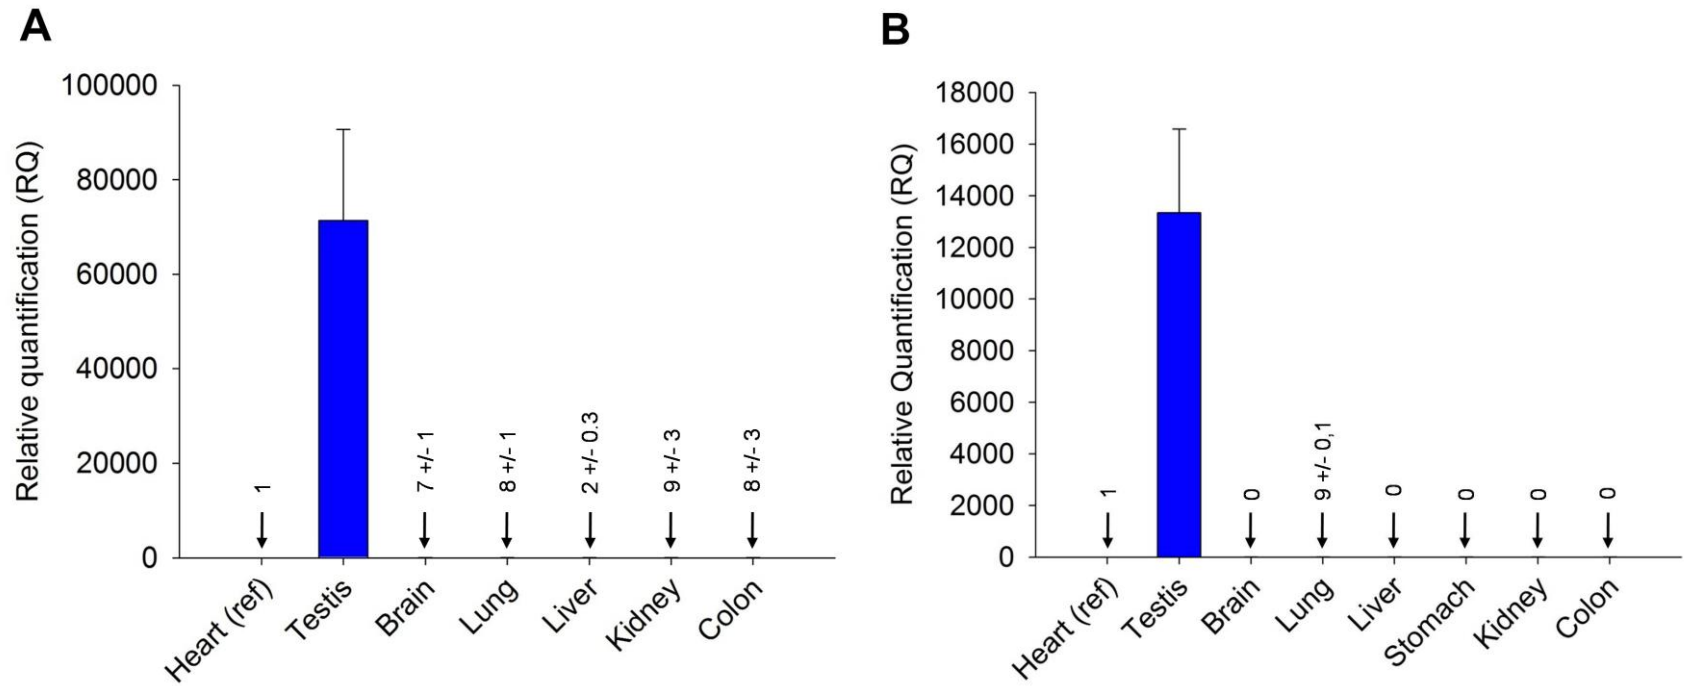 A
Relative quantification (RQ)
100000
80000
60000
40000
20000
0
1
7 +/- 1
8 +/- 1
2 +/- 0.3
9 +/- 3
8 +/- 3
Heart (ref)
Testis
Brain
Lung
Liver
Kidney
Colon
B
Relative Quantification (RQ)
18000
16000
14000
12000
10000
8000
6000
4000
2000
0
1
0
9 +/- 0,1
0
0
0
0
Heart (ref)
Testis
Brain
Lung
Liver
Stomach
Kidney
Colon